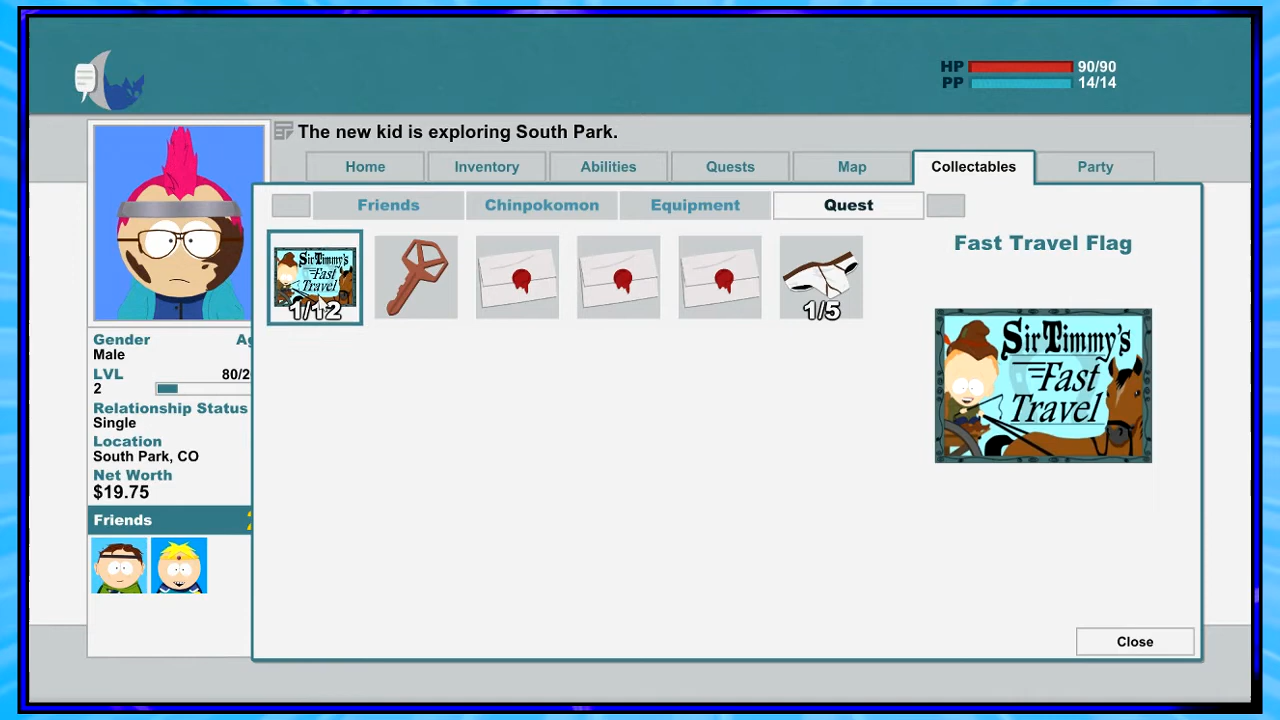 HP 90/90
PP 14/14
The new kid is exploring South Park.
Home Inventory Abilities Quests Map Collectables Party
Friends Chinpokomon Equipment Quest
Fast Travel Flag
Sir Timmy's
Fast
Travel
1/12
1/5
Sir Timmy's
Fast
Travel
Gender
Male
LVL 80/2
2
Relationship Status
Single
Location
South Park, CO
Net Worth
$19.75
Friends
Close